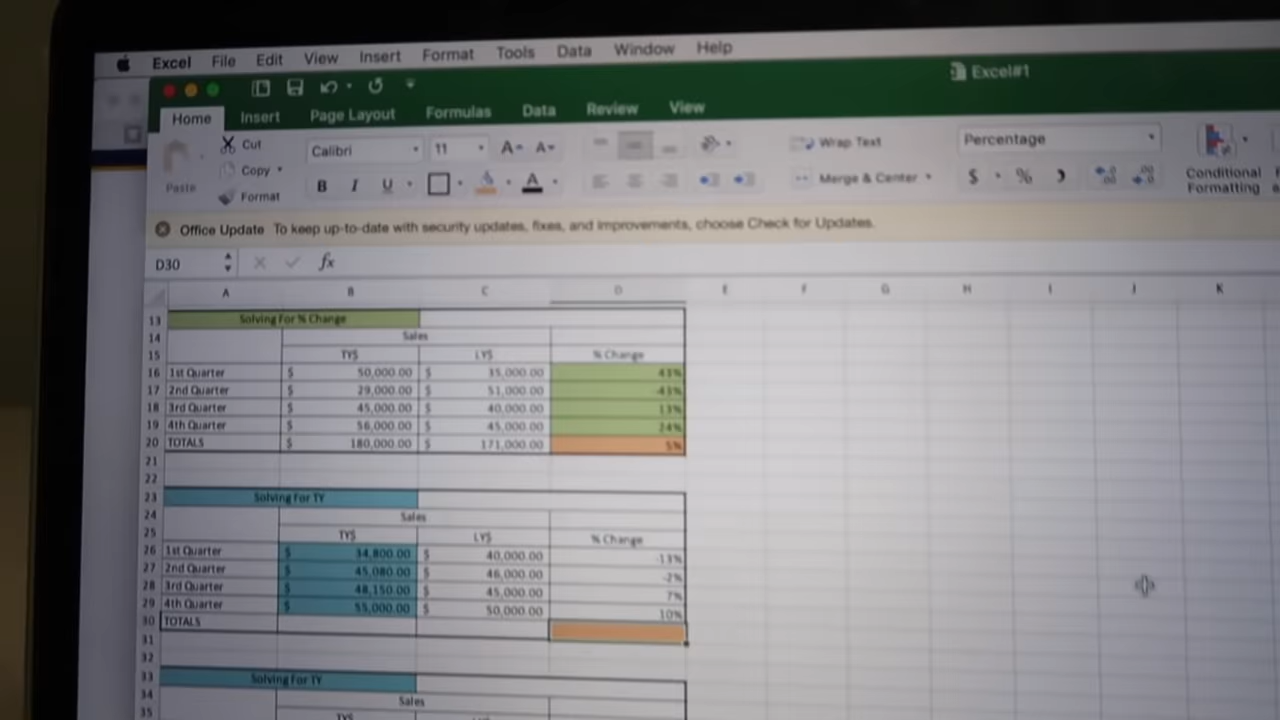 Excel File Edit View Insert Format Tools Data Window Help
Excel#1
Home Insert Page Layout Formulas Data Review View
Cut
Copy
Format
Paste
Calibri 11 A A
B I U A
Wrap Text
Merge & Center
Percentage
$ %
Conditional
Formatting
Office Update To keep up-to-date with security updates, fixes, and improvements, choose Check for Updates.
D30 fx
A B C D E F G H I J K
13 Solving For % Change
14 Sales
15 TY$ LY$ % Change
16 1st Quarter $ 50,000.00 $ 35,000.00 43%
17 2nd Quarter $ 29,000.00 $ 51,000.00 -43%
18 3rd Quarter $ 45,000.00 $ 40,000.00 13%
19 4th Quarter $ 56,000.00 $ 45,000.00 24%
20 TOTALS $ 180,000.00 $ 171,000.00 5%
21
22
23 Solving For TY
24 Sales
25 TY$ LY$ % Change
26 1st Quarter $ 34,800.00 $ 40,000.00 -13%
27 2nd Quarter $ 45,080.00 $ 46,000.00 -2%
28 3rd Quarter $ 48,150.00 $ 45,000.00 7%
29 4th Quarter $ 55,000.00 $ 50,000.00 10%
30 TOTALS
31
32
33 Solving For TY
34 Sales
35 TY$ LY$